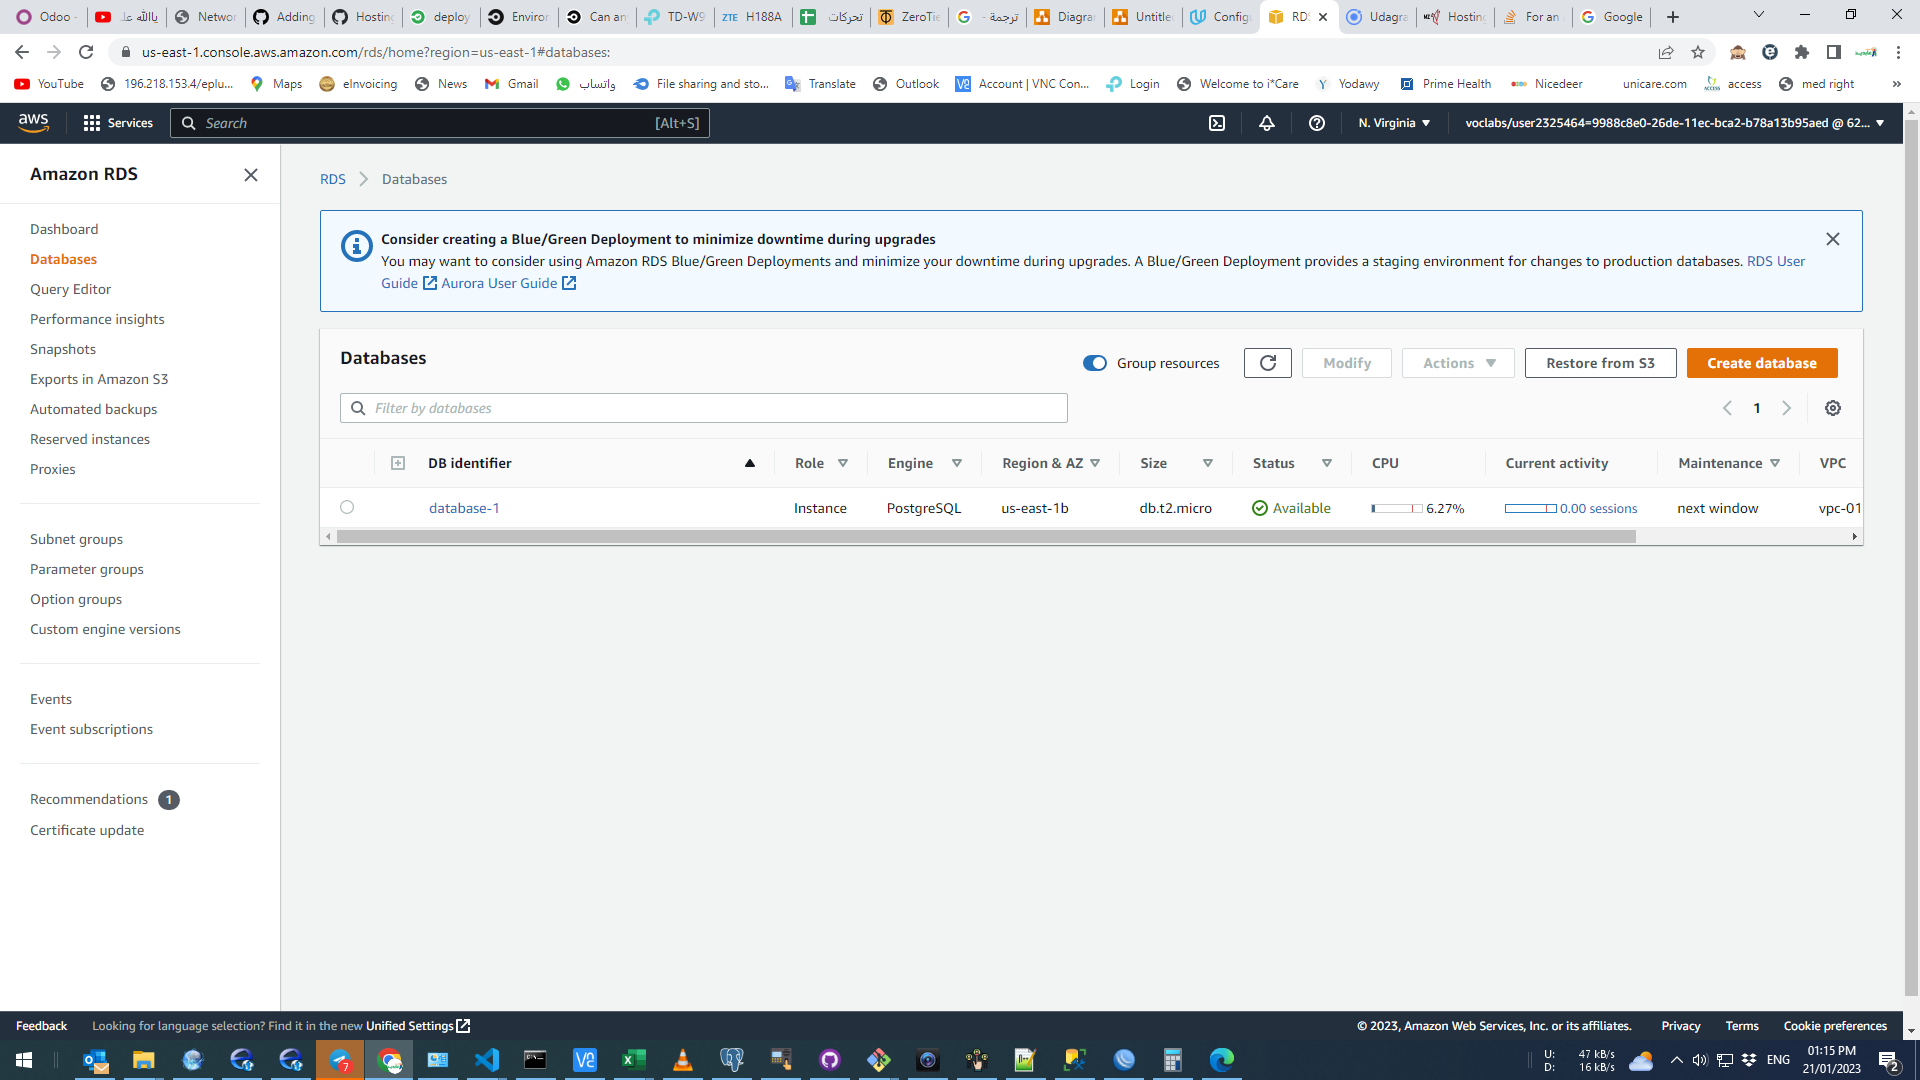 Odoo -
ياالله علـ
Networ
Adding
Hosting
deploy
Enviror
Can an
TD-W9
ZTE H188A
تحركات
ZeroTie
ترجمة -
Diagran
Untitle
Config
RDS
Udagra
Hosting
For an
Google
us-east-1.console.aws.amazon.com/rds/home?region=us-east-1#databases:
YouTube
196.218.153.4/eplu...
Maps
eInvoicing
News
Gmail
واتساب
File sharing and sto...
Translate
Outlook
Account | VNC Con...
Login
Welcome to i*Care
Yodawy
Prime Health
Nicedeer
unicare.com
access
med right
»
aws
Services
Search
[Alt+S]
N. Virginia
voclabs/user2325464=9988c8e0-26de-11ec-bca2-b78a13b95aed @ 62...
Amazon RDS
Dashboard
Databases
Query Editor
Performance insights
Snapshots
Exports in Amazon S3
Automated backups
Reserved instances
Proxies
Subnet groups
Parameter groups
Option groups
Custom engine versions
Events
Event subscriptions
Recommendations 1
Certificate update
RDS > Databases
Consider creating a Blue/Green Deployment to minimize downtime during upgrades
You may want to consider using Amazon RDS Blue/Green Deployments and minimize your downtime during upgrades. A Blue/Green Deployment provides a staging environment for changes to production databases. RDS User
Guide Aurora User Guide
Databases
Group resources
Modify
Actions
Restore from S3
Create database
Filter by databases
1
DB identifier
Role
Engine
Region & AZ
Size
Status
CPU
Current activity
Maintenance
VPC
database-1
Instance
PostgreSQL
us-east-1b
db.t2.micro
Available
6.27%
0.00 sessions
next window
vpc-01
Feedback
Looking for language selection? Find it in the new Unified Settings
© 2023, Amazon Web Services, Inc. or its affiliates.
Privacy
Terms
Cookie preferences
7
U: 47 kB/s
D: 16 kB/s
ENG
01:15 PM
21/01/2023
2